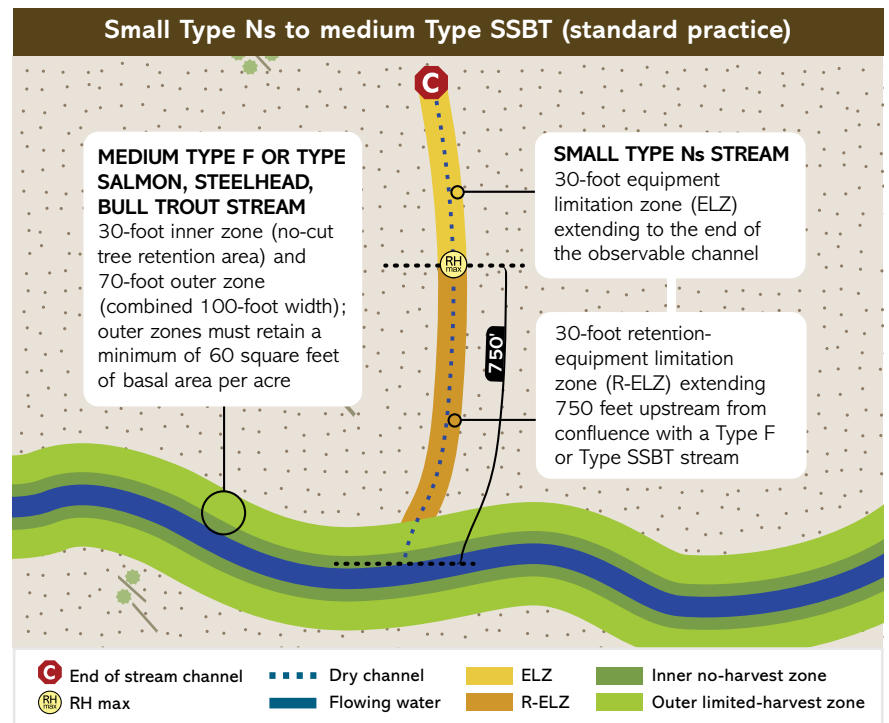 Small Type Ns to medium Type SSBT (standard practice)
C
MEDIUM TYPE F OR TYPE
SALMON, STEELHEAD,
BULL TROUT STREAM
30-foot inner zone (no-cut
tree retention area) and
70-foot outer zone
(combined 100-foot width);
outer zones must retain a
minimum of 60 square feet
of basal area per acre
SMALL TYPE Ns STREAM
30-foot equipment
limitation zone (ELZ)
extending to the end of
the observable channel
RH
max
750'
30-foot retention-
equipment limitation
zone (R-ELZ) extending
750 feet upstream from
confluence with a Type F
or Type SSBT stream
C End of stream channel
Dry channel
ELZ
Inner no-harvest zone
RH
max
RH max
Flowing water
R-ELZ
Outer limited-harvest zone